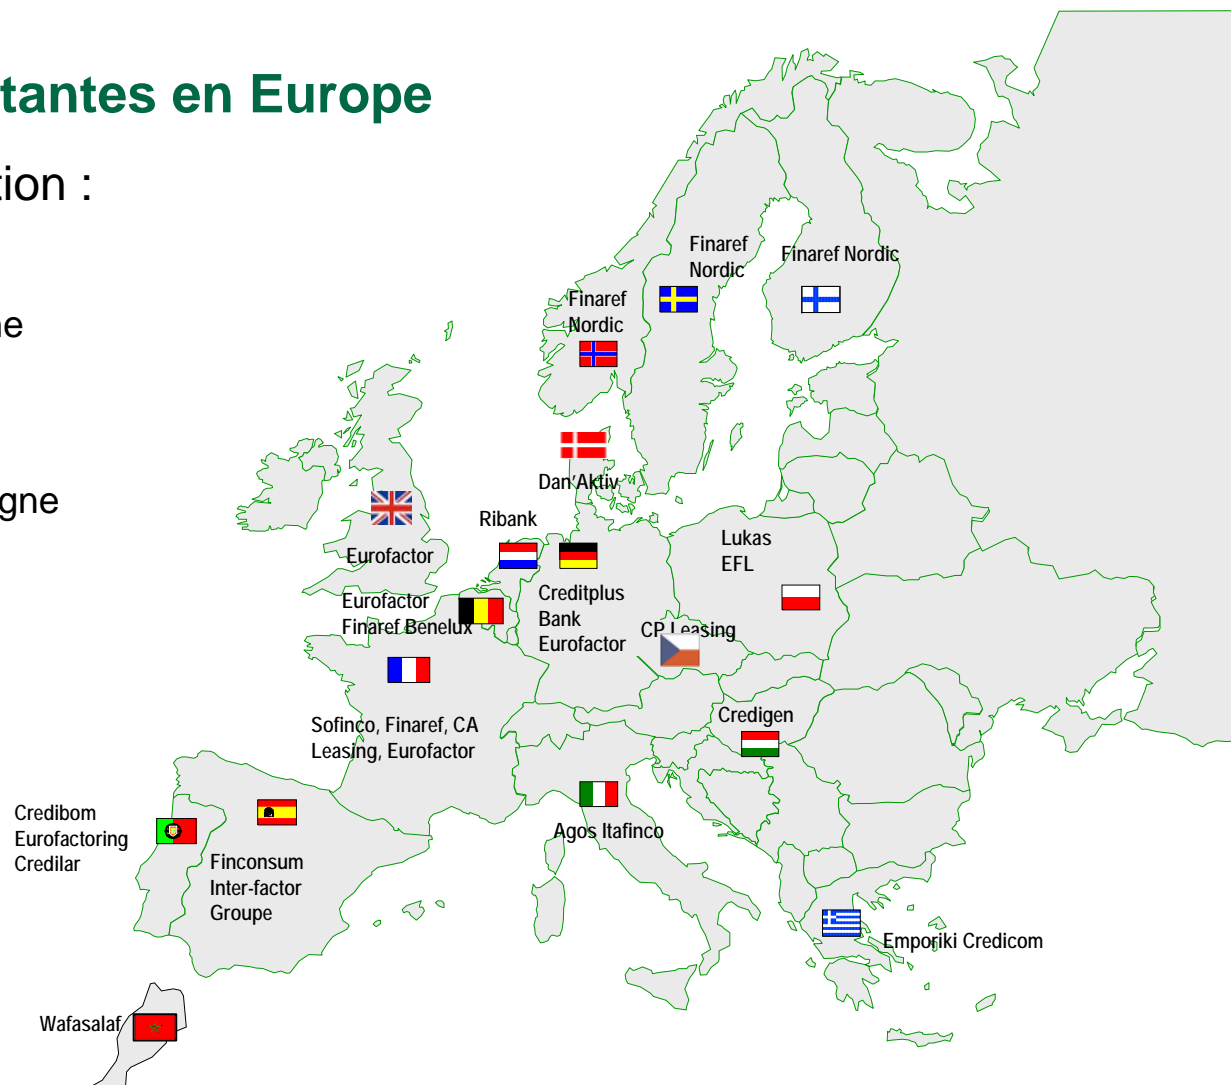 tantes en Europe
tion :
ne
gne
Finaref
Nordic
Finaref Nordic
Finaref
Nordic
Dan'Aktiv
Ribank
Eurofactor
Lukas
EFL
Creditplus
Bank
Eurofactor
Eurofactor
Finaref Benelux
CP Leasing
Sofinco, Finaref, CA
Leasing, Eurofactor
Credigen
Credibom
Eurofactoring
Credilar
Finconsum
Inter-factor
Groupe
Agos Itafinco
Emporiki Credicom
Wafasalaf